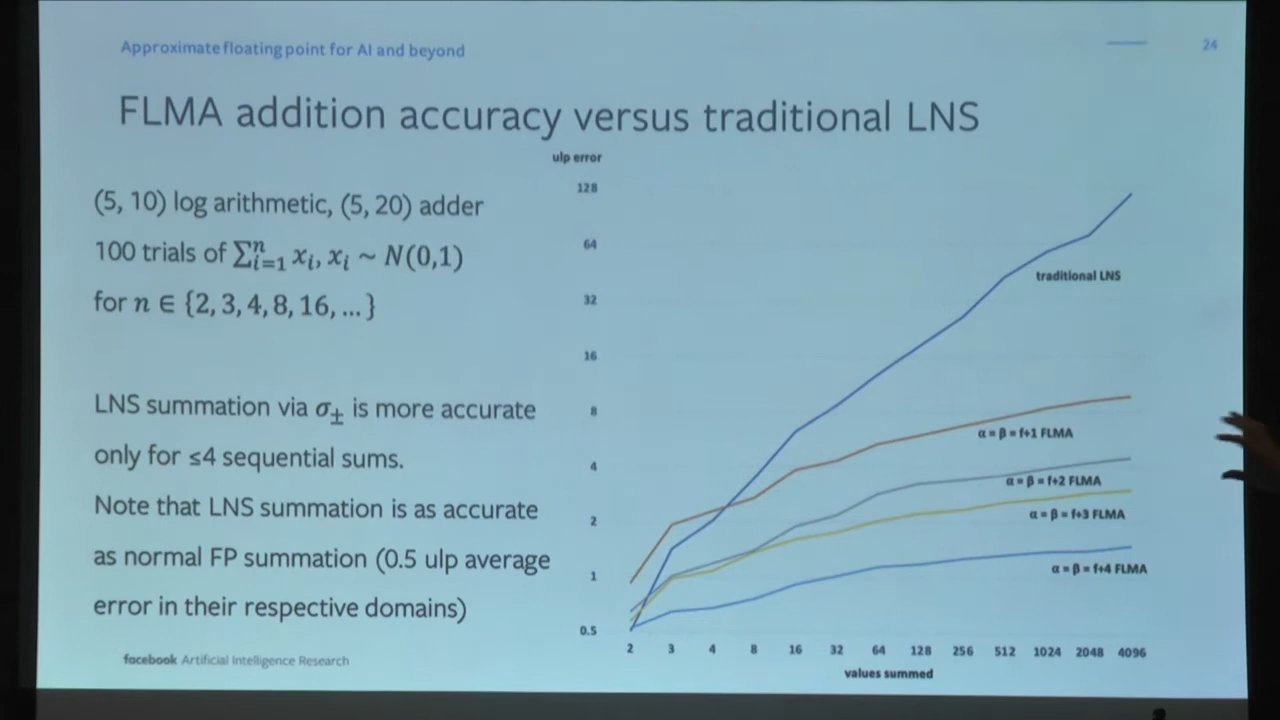 Approximate floating point for AI and beyond
24
FLMA addition accuracy versus traditional LNS
(5, 10) log arithmetic, (5, 20) adder
100 trials of ∑ⁿᵢ₌₁ xᵢ, xᵢ ~ N(0,1)
for n ∈ {2, 3, 4, 8, 16, ... }
LNS summation via σ± is more accurate
only for ≤4 sequential sums.
Note that LNS summation is as accurate
as normal FP summation (0.5 ulp average
error in their respective domains)
facebook Artificial Intelligence Research
ulp error
128
64
32
16
8
4
2
1
0.5
traditional LNS
α = β = f+1 FLMA
α = β = f+2 FLMA
α = β = f+3 FLMA
α = β = f+4 FLMA
2 3 4 8 16 32 64 128 256 512 1024 2048 4096
values summed